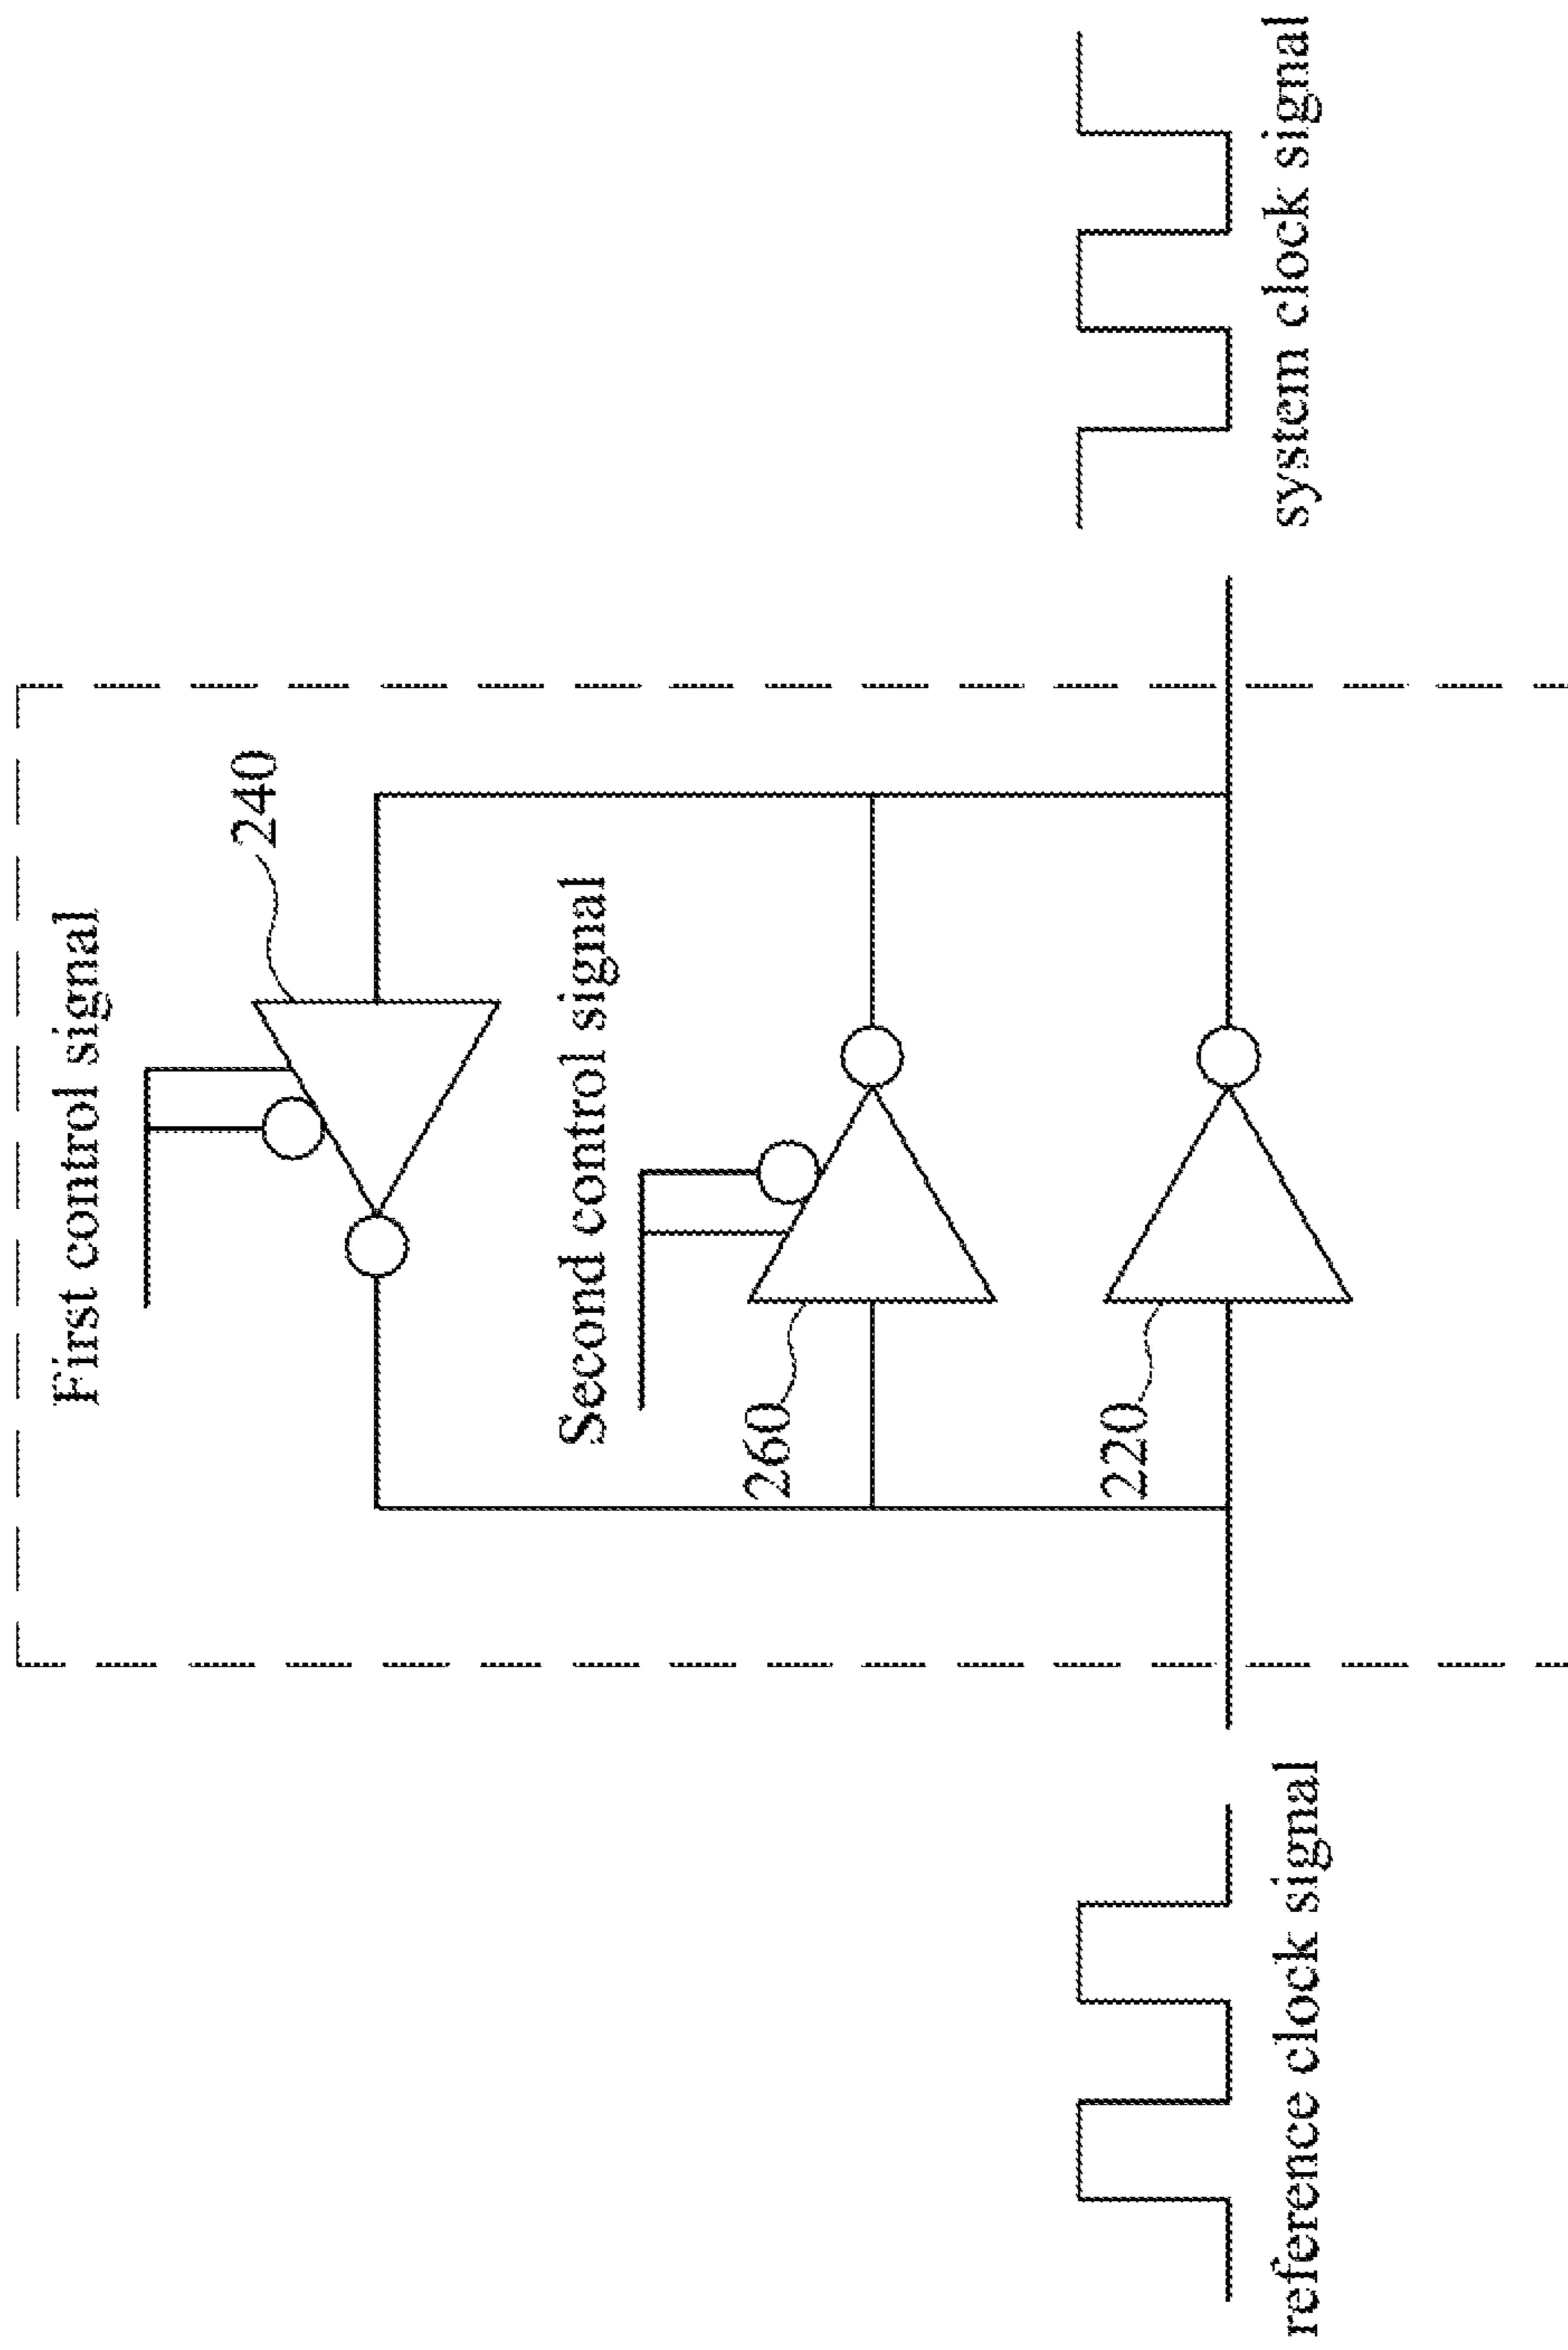 First control signal
240
Second control signal
260
220
reference clock signal
system clock signal